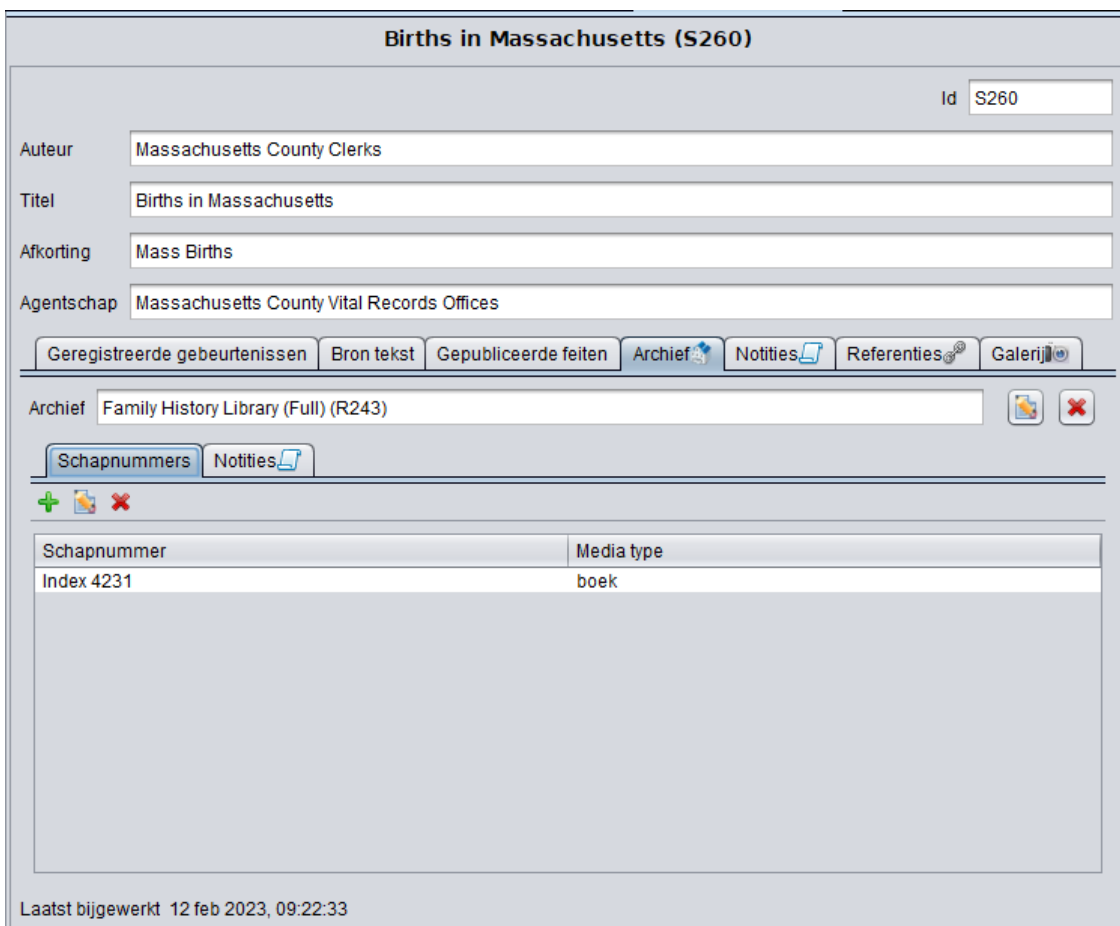 Births in Massachusetts (S260)
Id S260
Auteur Massachusetts County Clerks
Titel Births in Massachusetts
Afkorting Mass Births
Agentschap Massachusetts County Vital Records Offices
Geregistreerde gebeurtenissen Bron tekst Gepubliceerde feiten Archief Notities Referenties Galerij
Archief Family History Library (Full) (R243)
Schapnummers Notities
Schapnummer Media type
Index 4231 boek
Laatst bijgewerkt 12 feb 2023, 09:22:33